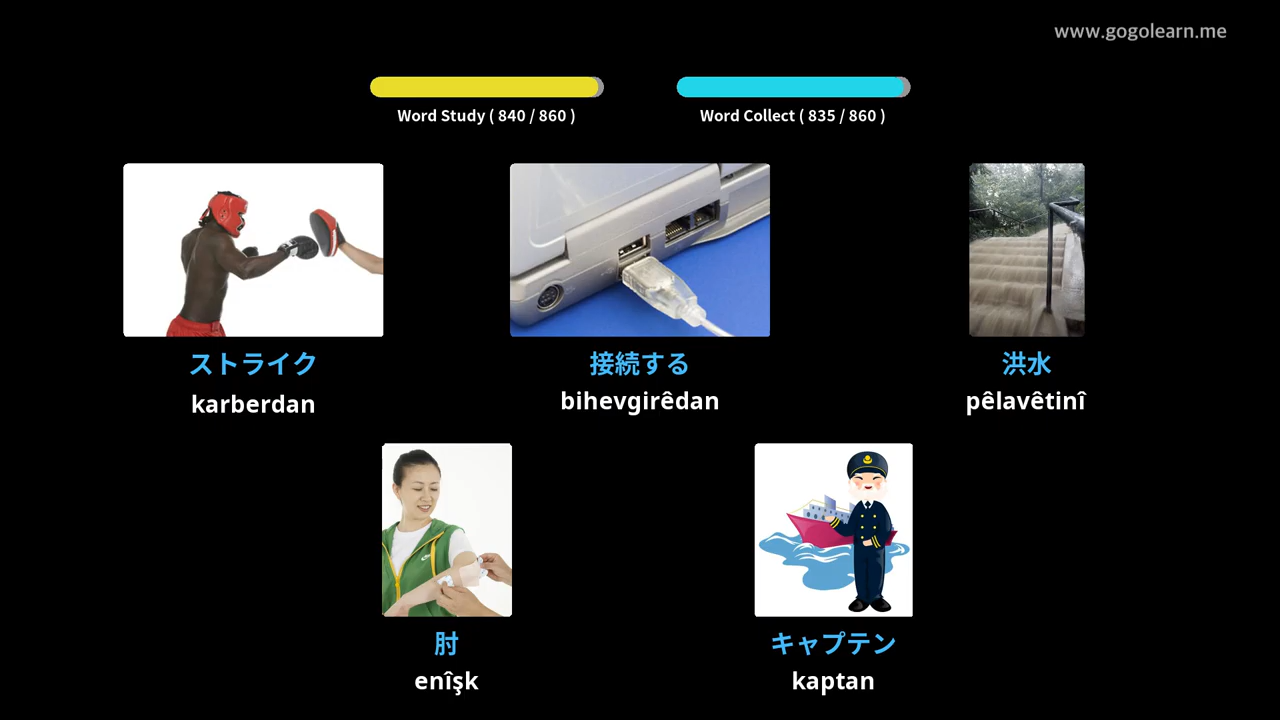 www.gogolearn.me
Word Study ( 840 / 860 )
Word Collect ( 835 / 860 )
ストライク
karberdan
接続する
bihevgirêdan
洪水
pêlavêtinî
肘
enîşk
キャプテン
kaptan